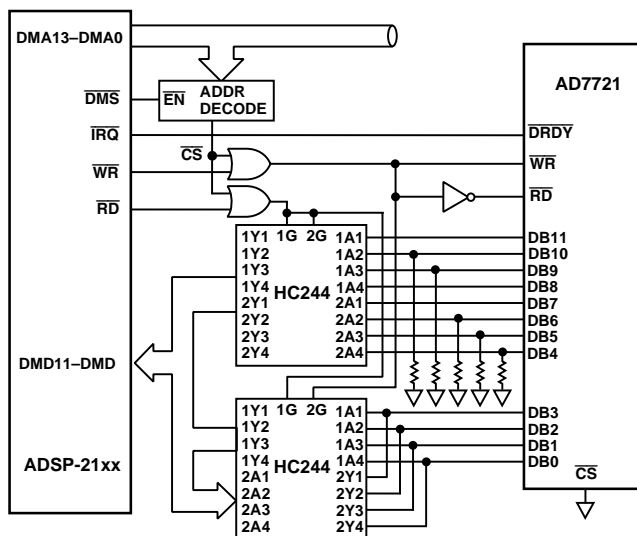 DMA13–DMA0
DMS
EN
ADDR
DECODE
AD7721
IRQ
DRDY
CS
WR
WR
RD
RD
1Y1
1Y2
1Y3
1Y4
2Y1
2Y2
2Y3
2Y4
1G
2G
HC244
1A1
1A2
1A3
1A4
2A1
2A2
2A3
2A4
DB11
DB10
DB9
DB8
DB7
DB6
DB5
DB4
DMD11–DMD
1Y1
1Y2
1Y3
1Y4
2A1
2A2
2A3
2A4
1G
2G
HC244
1A1
1A2
1A3
1A4
2Y1
2Y2
2Y3
2Y4
DB3
DB2
DB1
DB0
CS
ADSP-21xx